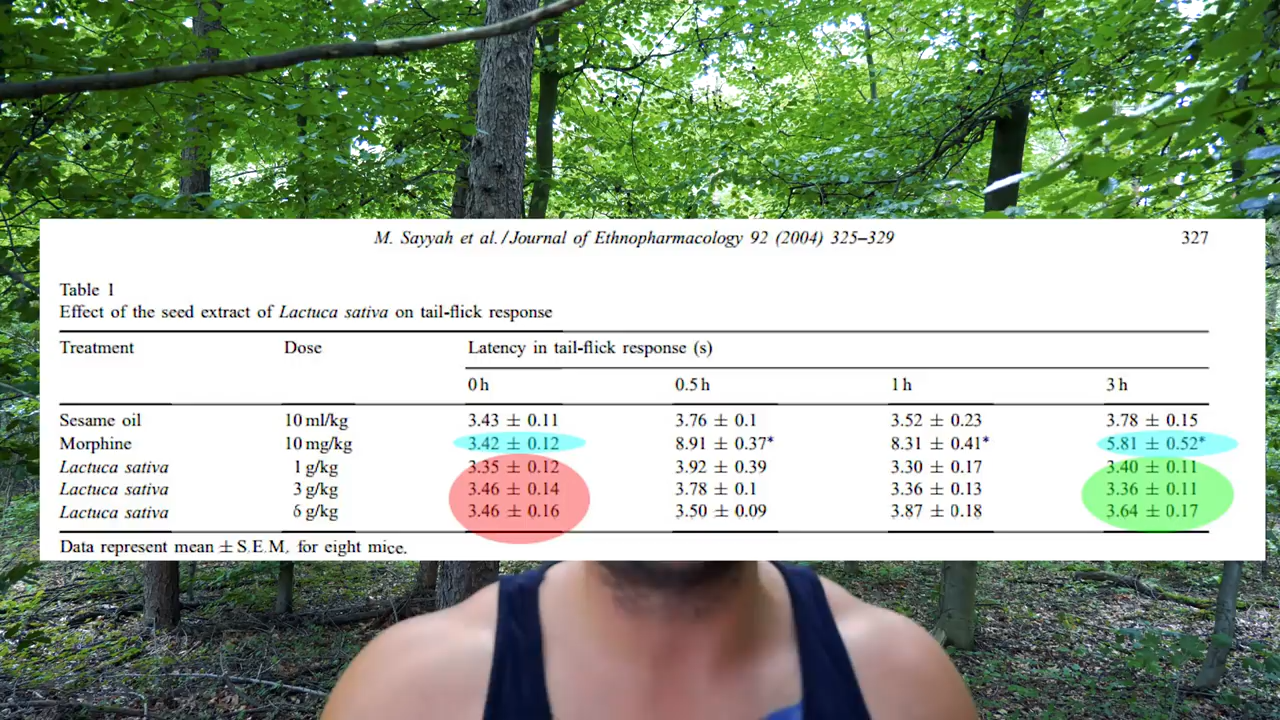 M. Sayyah et al./Journal of Ethnopharmacology 92 (2004) 325–329 327
Table 1
Effect of the seed extract of Lactuca sativa on tail-flick response
Treatment Dose Latency in tail-flick response (s)
0 h 0.5 h 1 h 3 h
Sesame oil 10 ml/kg 3.43 ± 0.11 3.76 ± 0.1 3.52 ± 0.23 3.78 ± 0.15
Morphine 10 mg/kg 3.42 ± 0.12 8.91 ± 0.37* 8.31 ± 0.41* 5.81 ± 0.52*
Lactuca sativa 1 g/kg 3.35 ± 0.12 3.92 ± 0.39 3.30 ± 0.17 3.40 ± 0.11
Lactuca sativa 3 g/kg 3.46 ± 0.14 3.78 ± 0.1 3.36 ± 0.13 3.36 ± 0.11
Lactuca sativa g/kg 3.46 ± 0.16 3.50 ± 0.09 3.87 ± 0.18 3.64 ± 0.17
Data represent mean ± S.E.M. for eight mice.